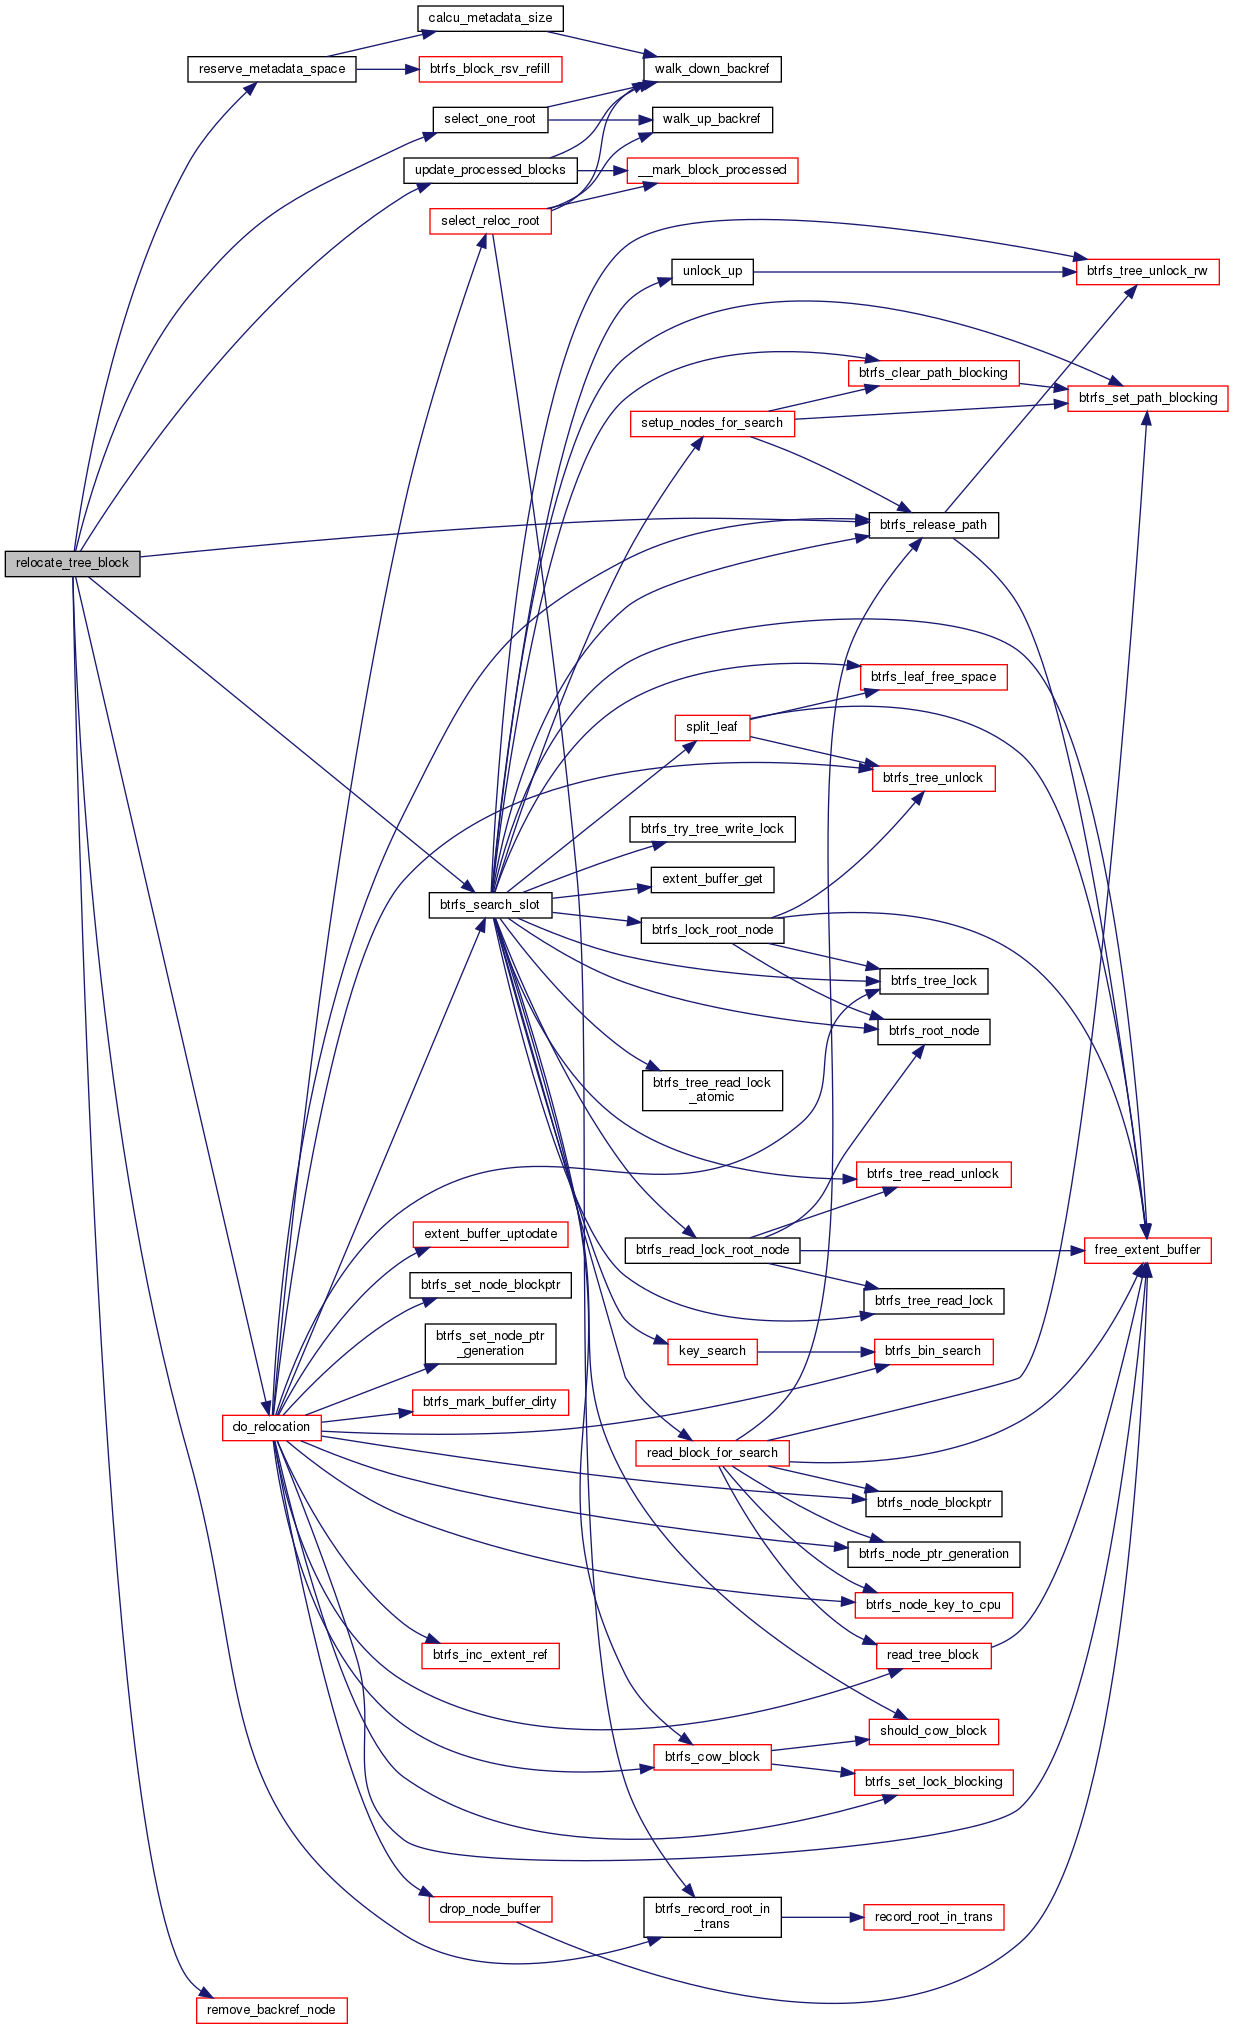 calcu_metadata_size
reserve_metadata_space
btrfs_block_rsv_refill
walk_down_backref
select_one_root
walk_up_backref
update_processed_blocks
__mark_block_processed
select_reloc_root
unlock_up
btrfs_tree_unlock_rw
btrfs_clear_path_blocking
btrfs_set_path_blocking
setup_nodes_for_search
btrfs_release_path
relocate_tree_block
btrfs_leaf_free_space
split_leaf
btrfs_tree_unlock
btrfs_try_tree_write_lock
extent_buffer_get
btrfs_search_slot
btrfs_lock_root_node
btrfs_tree_lock
btrfs_root_node
btrfs_tree_read_lock
_atomic
btrfs_tree_read_unlock
extent_buffer_uptodate
btrfs_read_lock_root_node
free_extent_buffer
btrfs_set_node_blockptr
btrfs_tree_read_lock
btrfs_set_node_ptr
_generation
key_search
btrfs_bin_search
btrfs_mark_buffer_dirty
do_relocation
read_block_for_search
btrfs_node_blockptr
btrfs_node_ptr_generation
btrfs_node_key_to_cpu
btrfs_inc_extent_ref
read_tree_block
should_cow_block
btrfs_cow_block
btrfs_set_lock_blocking
drop_node_buffer
btrfs_record_root_in
_trans
record_root_in_trans
remove_backref_node